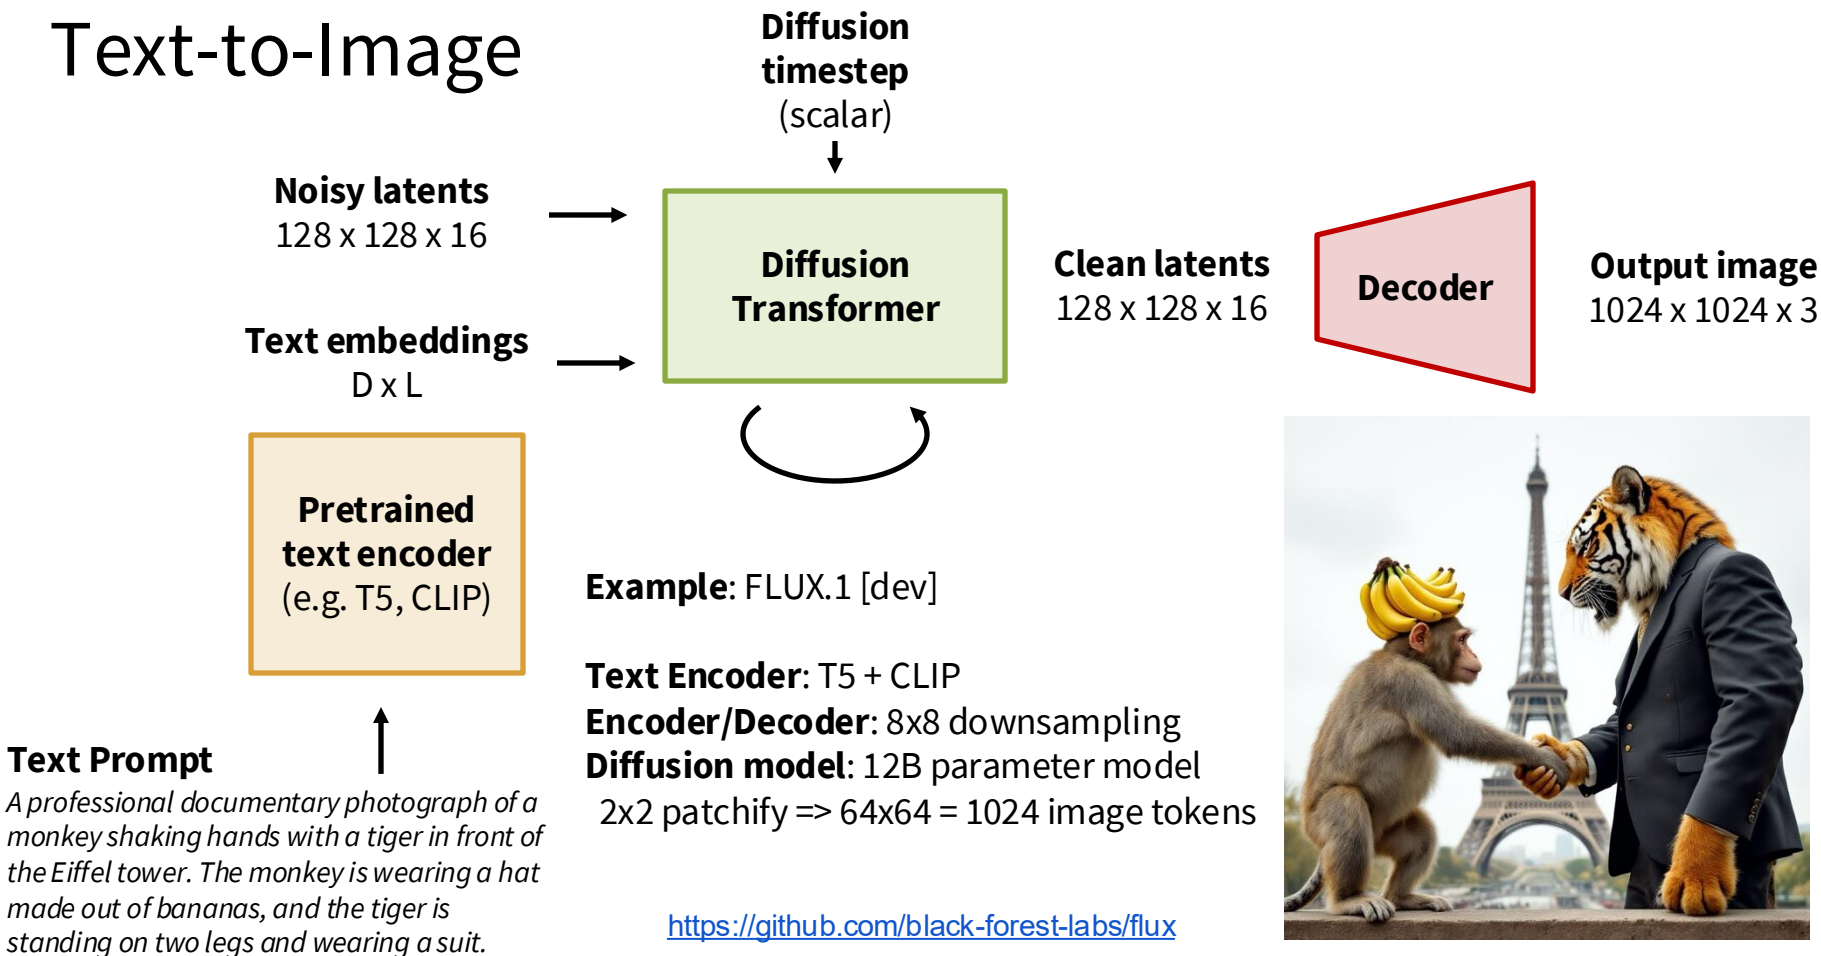 Text-to-Image
Diffusion
timestep
(scalar)
Noisy latents
128 x 128 x 16
Text embeddings
D x L
Diffusion
Transformer
Clean latents
128 x 128 x 16
Decoder
Output image
1024 x 1024 x 3
Pretrained
text encoder
(e.g. T5, CLIP)
Text Prompt
A professional documentary photograph of a
monkey shaking hands with a tiger in front of
the Eiffel tower. The monkey is wearing a hat
made out of bananas, and the tiger is
standing on two legs and wearing a suit.
Example: FLUX.1 [dev]
Text Encoder: T5 + CLIP
Encoder/Decoder: 8x8 downsampling
Diffusion model: 12B parameter model
2x2 patchify => 64x64 = 1024 image tokens
https://github.com/black-forest-labs/flux